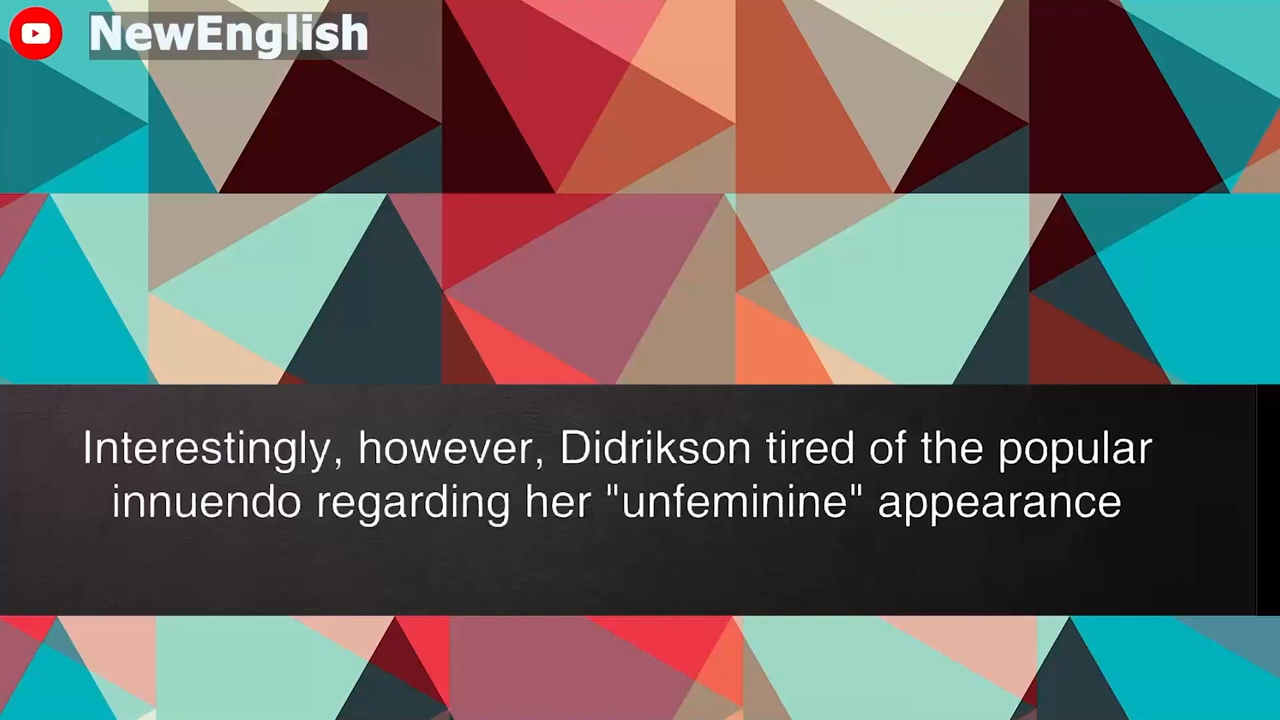 NewEnglish
Interestingly, however, Didrikson tired of the popular
innuendo regarding her "unfeminine" appearance